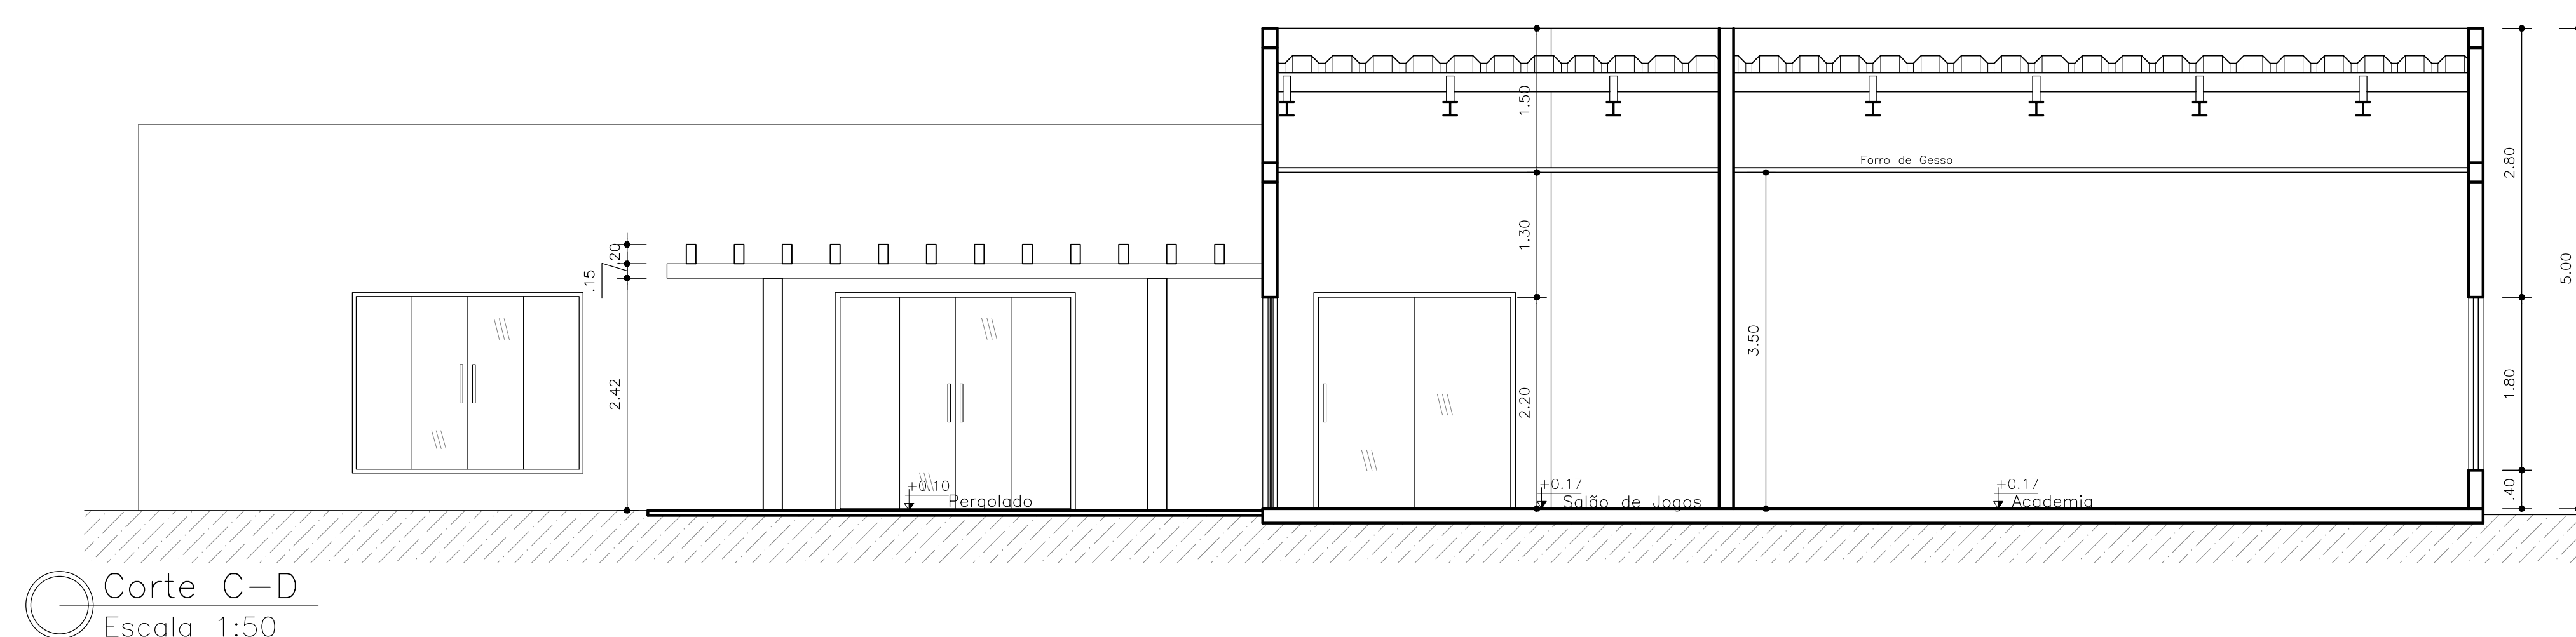 1.50
Forro de Gesso
2.80
.20
1.30
.15
5.00
3.50
2.42
2.20
1.80
+0.10
Pergolado
+0.17
Salão de Jogos
+0.17
Academia
.40
Corte C-D
Escala 1:50